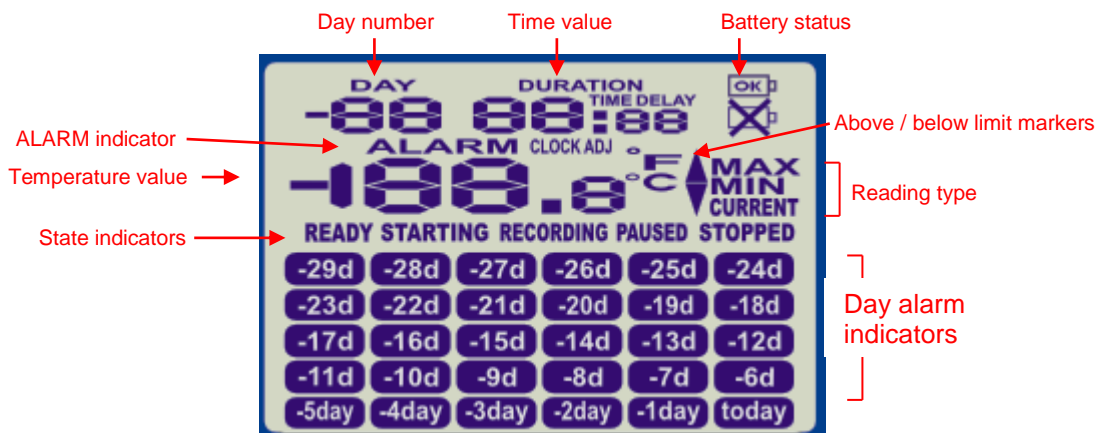 Day number Time value Battery status
DAY DURATION OK
-88 88:88 TIME DELAY
ALARM indicator ALARM CLOCK ADJ Above / below limit markers
Temperature value -188.8 °F °C MAX MIN CURRENT Reading type
State indicators READY STARTING RECORDING PAUSED STOPPED
-29d -28d -27d -26d -25d -24d
-23d -22d -21d -20d -19d -18d
Day alarm
indicators
-17d -16d -15d -14d -13d -12d
-11d -10d -9d -8d -7d -6d
-5day -4day -3day -2day -1day today